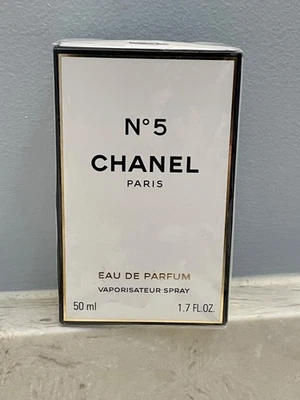 N°5
CHANEL
PARIS
EAU DE PARFUM
VAPORISATEUR SPRAY
50 ml 1.7 FL.OZ.